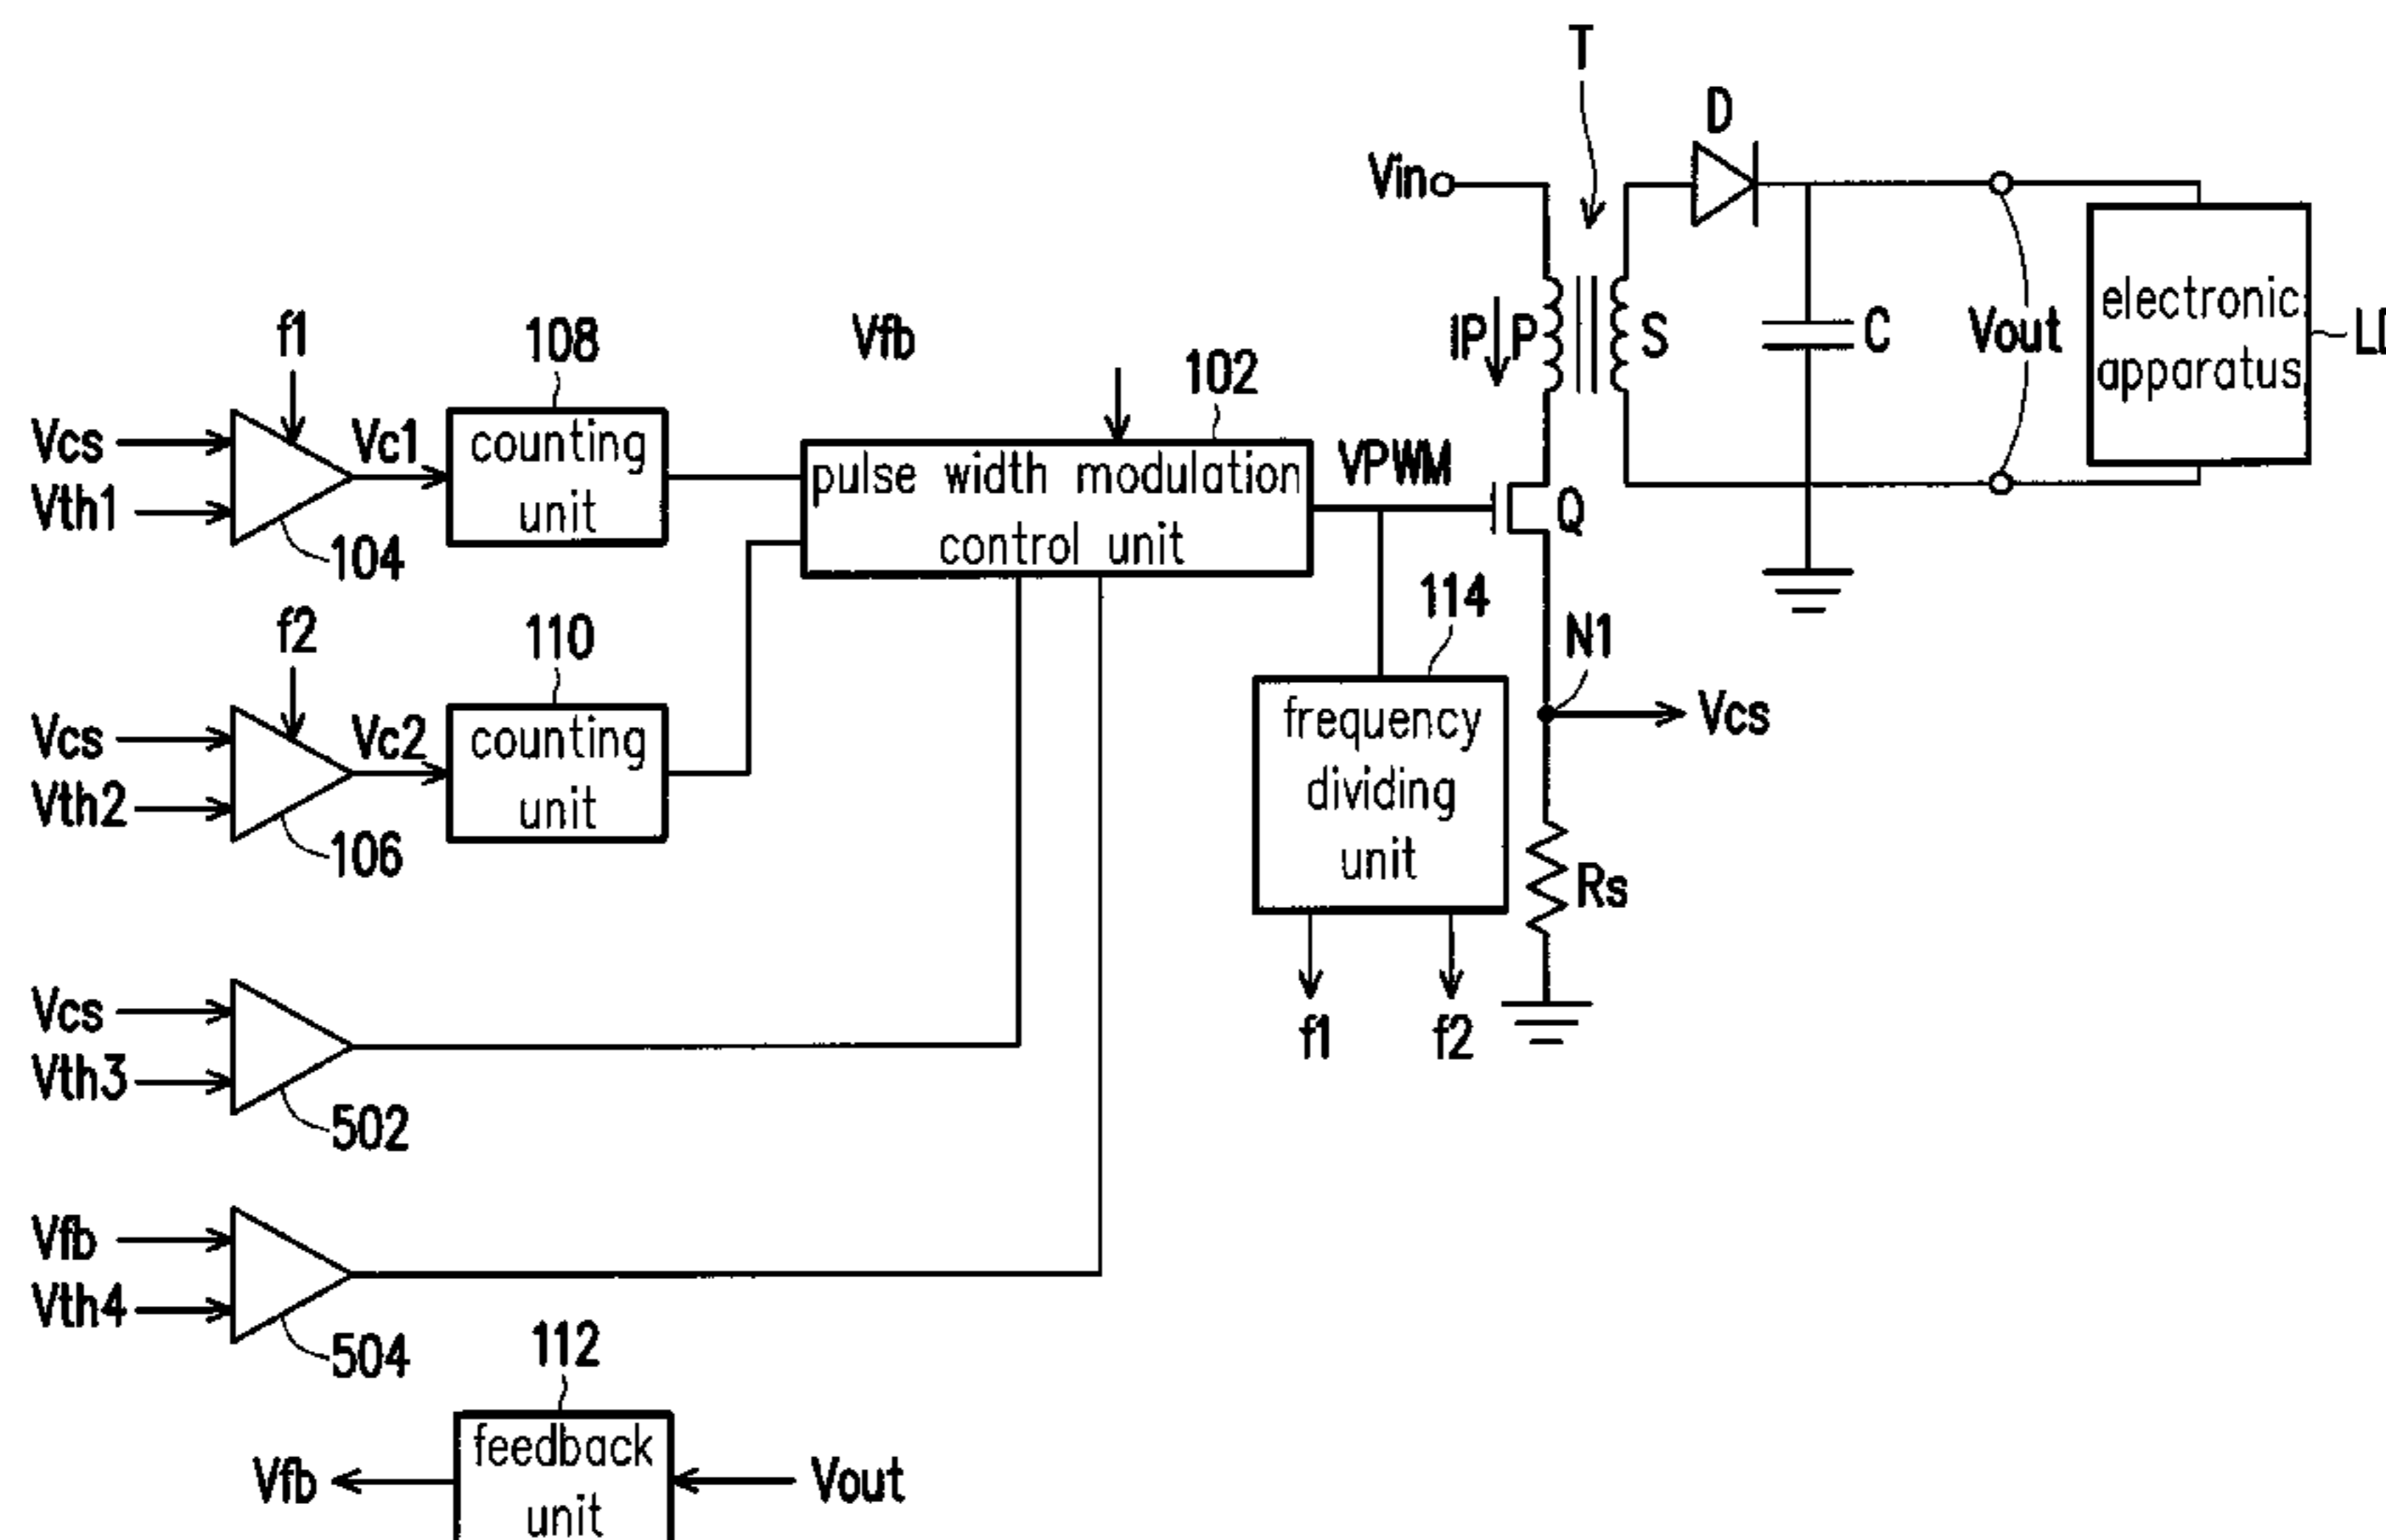 T
D
Vin
IP
P
S
C
Vout
electronic
apparatus
f1
108
Vfb
102
Vcs
Vth1
Vc1
counting
unit
104
pulse width modulation
control unit
VPWM
Q
f2
110
114
N1
Vcs
Vth2
Vc2
counting
unit
106
frequency
dividing
unit
Vcs
Rs
f1
f2
Vcs
Vth3
502
Vfb
Vth4
504
112
feedback
unit
Vfb
Vout